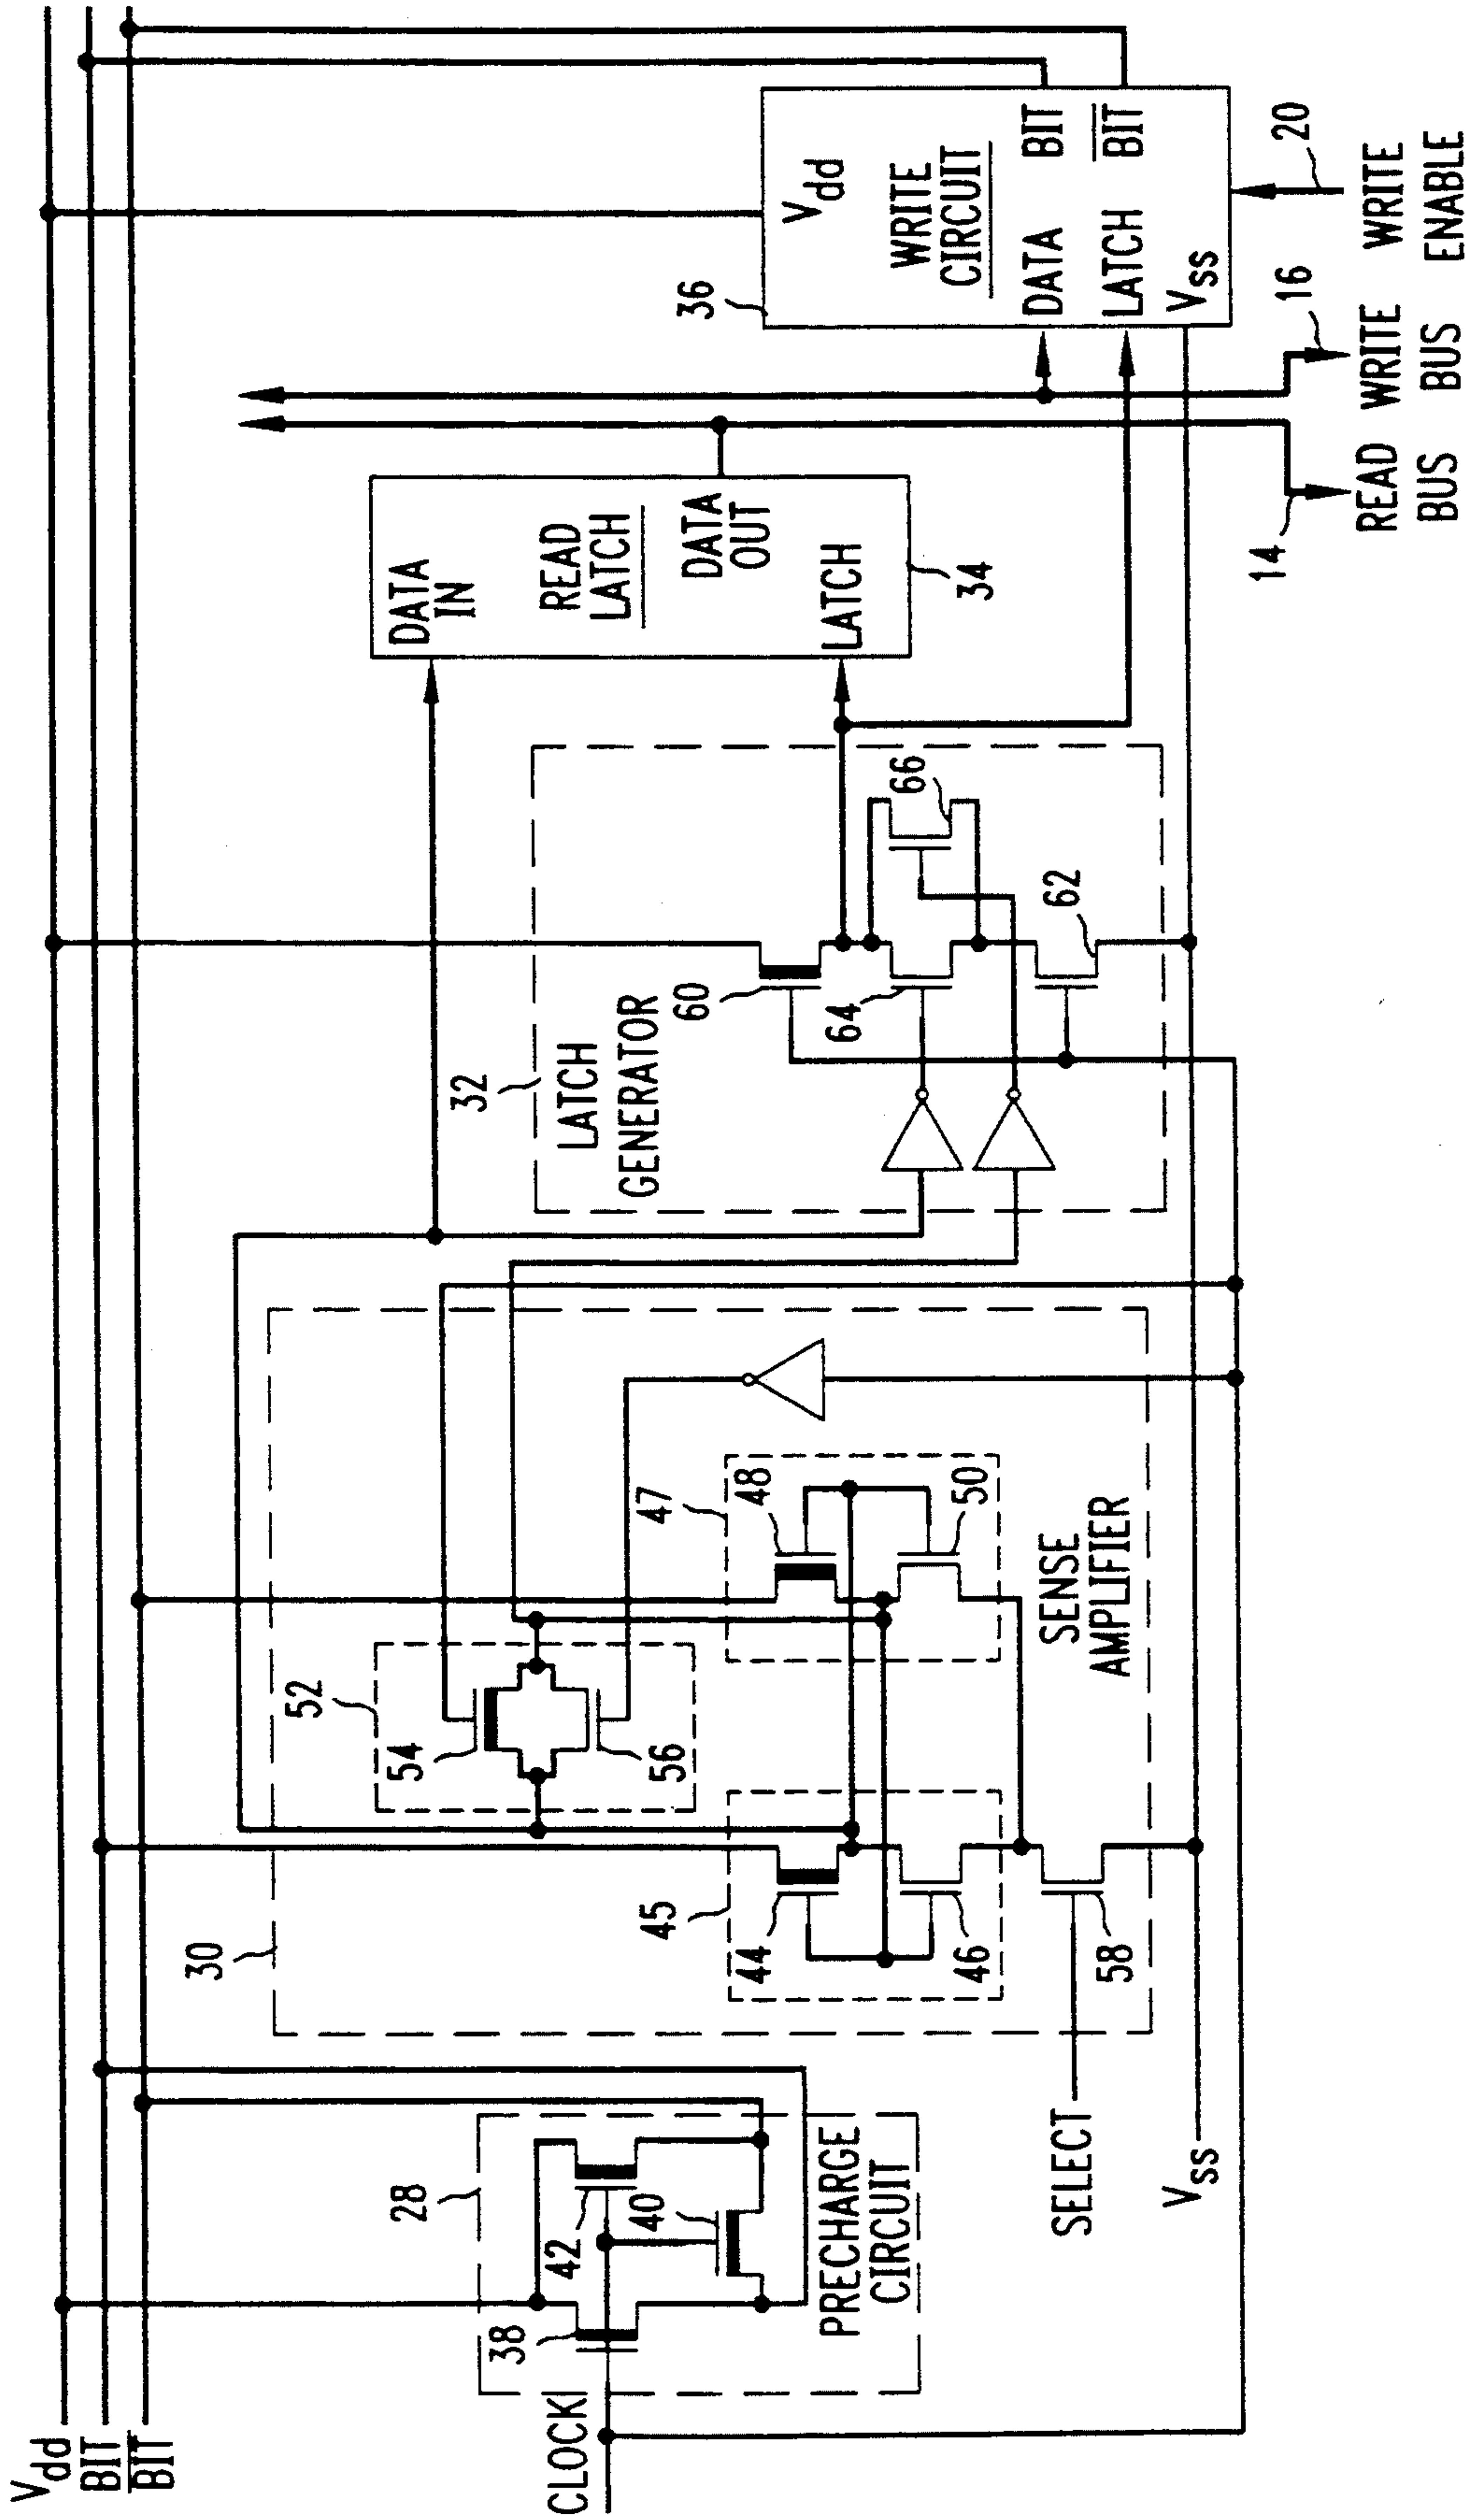 Vdd
BIT
BIT
CLOCK
28
38
42
40
PRECHARGE
CIRCUIT
SELECT
Vss
30
52
54
56
45
44
46
58
47
48
50
SENSE
AMPLIFIER
32
LATCH
GENERATOR
60
64
66
62
DATA
IN
READ
LATCH
DATA
OUT
LATCH
34
36
Vdd
WRITE
CIRCUIT
DATA BIT
LATCH BIT
Vss
14
READ
BUS
16
WRITE
BUS
20
WRITE
ENABLE